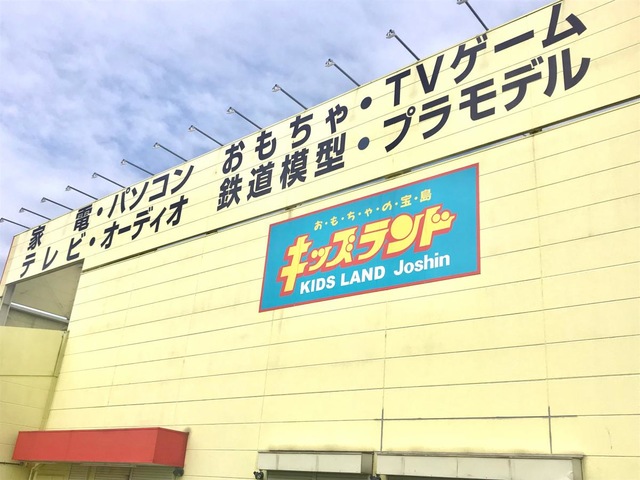 家電・パソコン おもちゃ・TVゲーム
テレビ・オーディオ 鉄道模型・プラモデル
お・も・ちゃ・の・宝・島
キッズランド
KIDS LAND Joshin